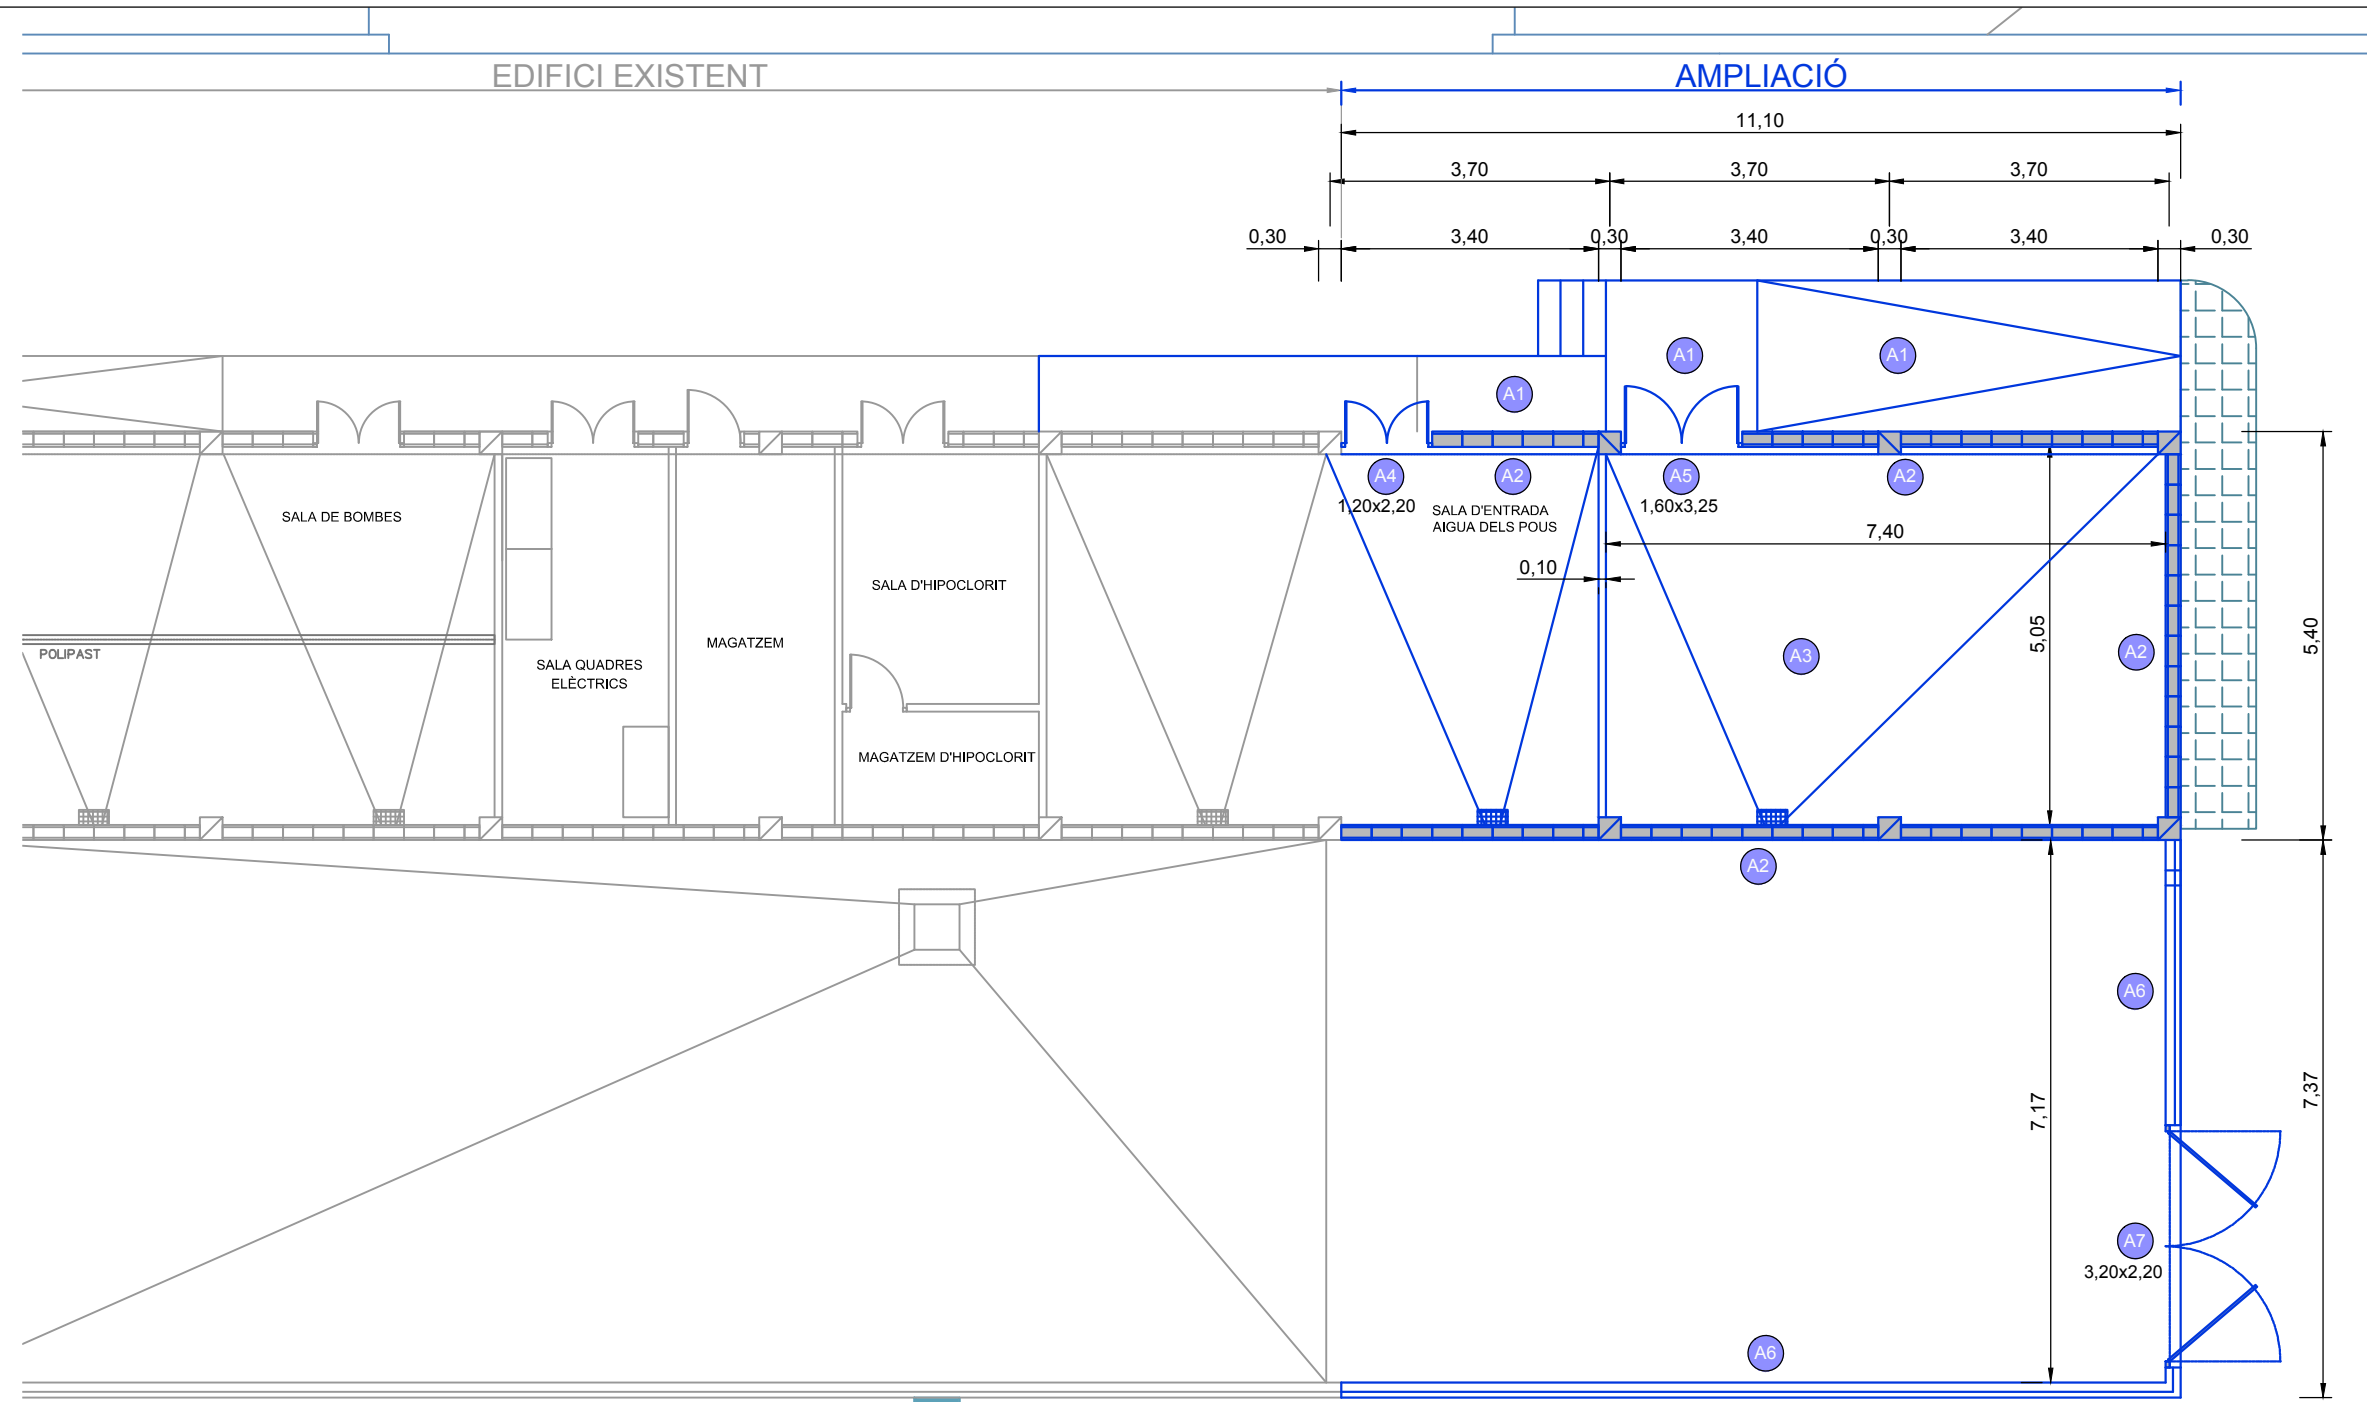 EDIFICI EXISTENT
AMPLIACIÓ
11,10
3,70
3,70
3,70
0,30
3,40
0,30
3,40
0,30
3,40
0,30
A1
A1
A1
A4
A2
A5
A2
1,20x2,20
SALA D'ENTRADA
AIGUA DELS POUS
1,60x3,25
SALA DE BOMBES
7,40
0,10
SALA D'HIPOCLORIT
5,05
5,40
MAGATZEM
POLIPAST
A3
A2
SALA QUADRES
ELÈCTRICS
MAGATZEM D'HIPOCLORIT
A2
A6
7,17
7,37
A7
3,20x2,20
A6